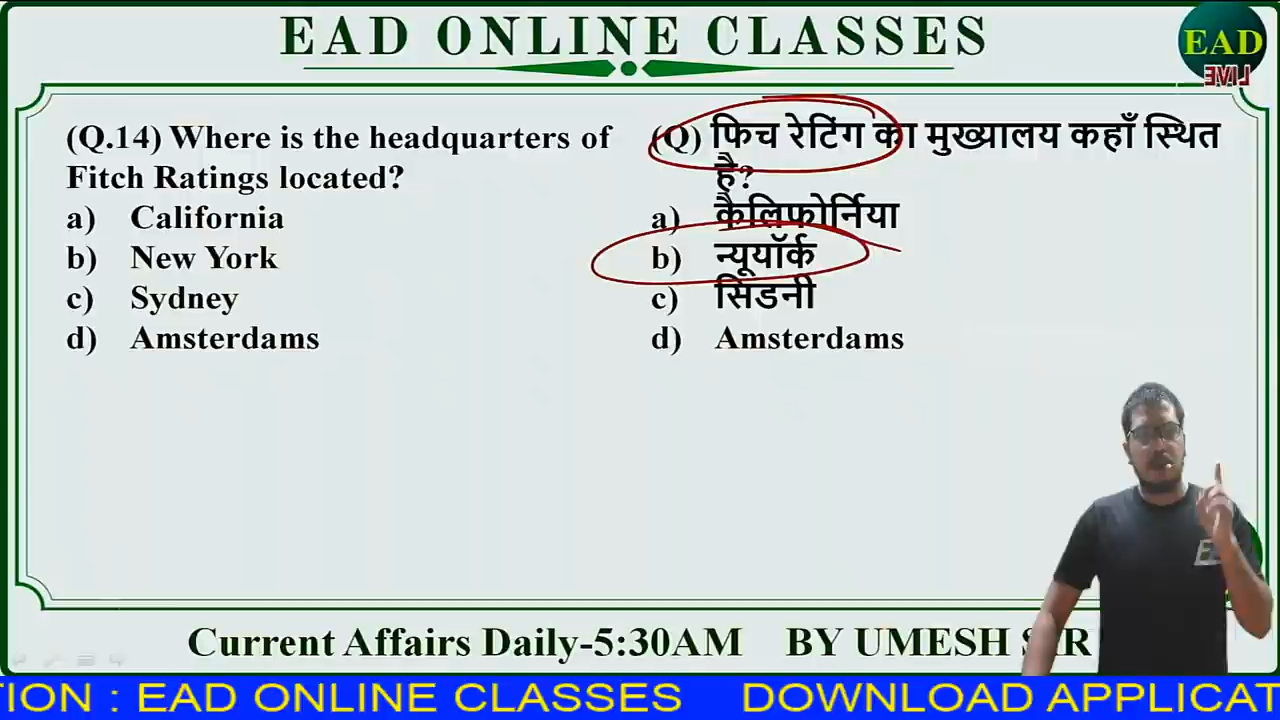 EAD ONLINE CLASSES
EAD
LIVE
(Q.14) Where is the headquarters of
Fitch Ratings located?
a) California
b) New York
c) Sydney
d) Amsterdams
(Q) फिच रेटिंग का मुख्यालय कहाँ स्थित
है?
a) कैलिफोर्निया
b) न्यूयॉर्क
c) सिडनी
d) Amsterdams
Current Affairs Daily-5:30AM BY UMESH SIR
TION : EAD ONLINE CLASSES DOWNLOAD APPLICAT